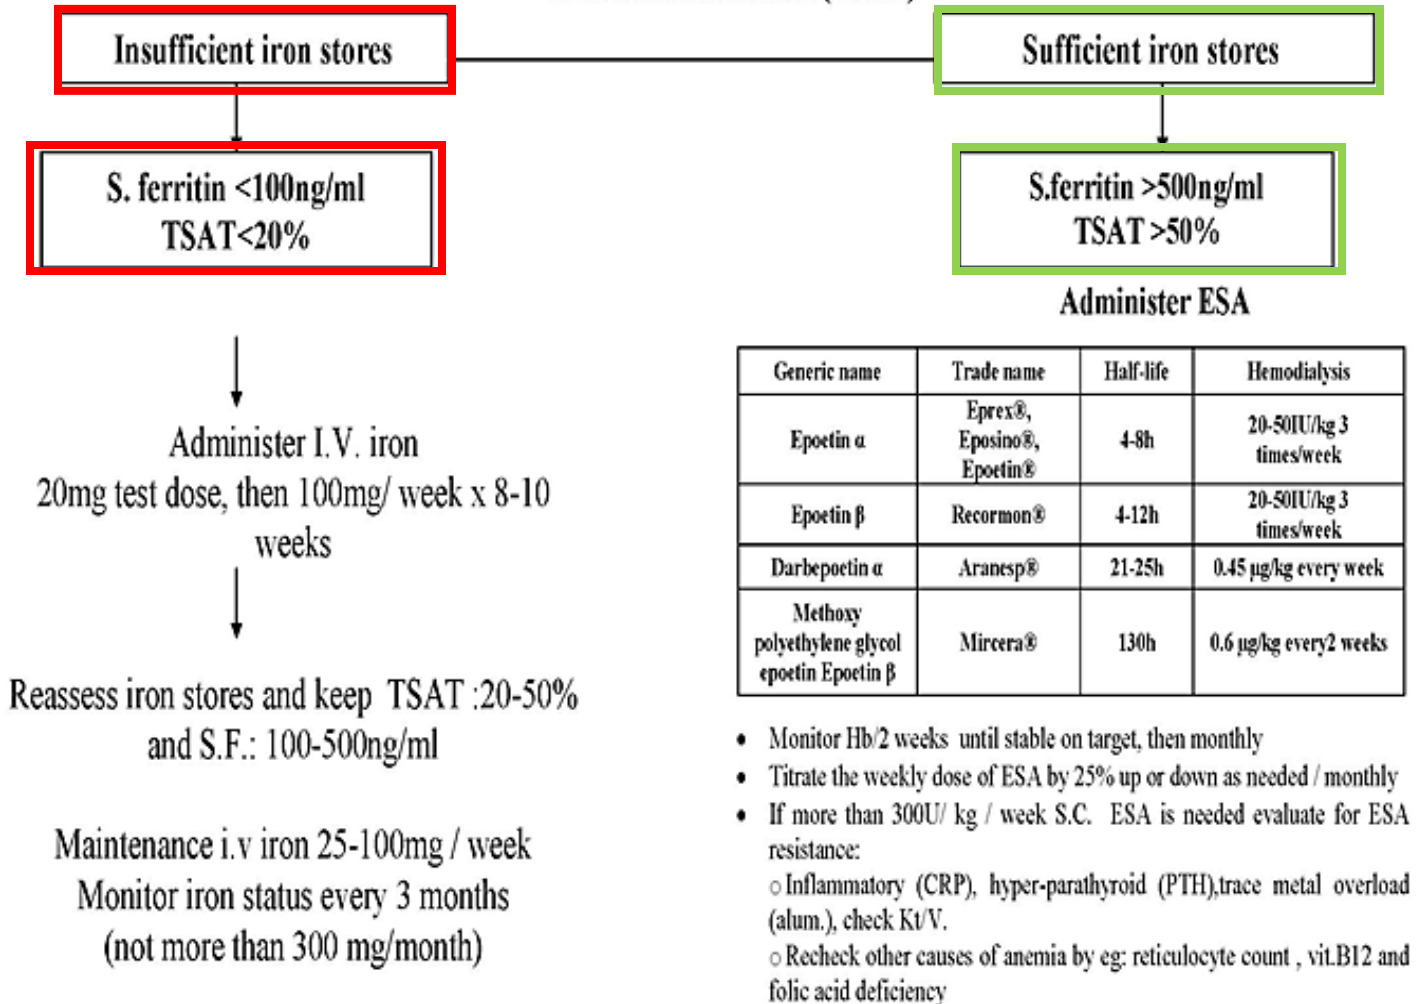 Insufficient iron stores
Sufficient iron stores
S. ferritin <100ng/ml
TSAT<20%
S.ferritin >500ng/ml
TSAT >50%
Administer I.V. iron
20mg test dose, then 100mg/ week x 8-10
weeks
Reassess iron stores and keep TSAT :20-50%
and S.F.: 100-500ng/ml
Maintenance i.v iron 25-100mg / week
Monitor iron status every 3 months
(not more than 300 mg/month)
Administer ESA
Generic name Trade name Half-life Hemodialysis
Epoetin α Eprex®, Eposino®, Epoetin® 4-8h 20-50IU/kg 3 times/week
Epoetin β Recormon® 4-12h 20-50IU/kg 3 times/week
Darbepoetin α Aranesp® 21-25h 0.45 µg/kg every week
Methoxy polyethylene glycol epoetin Epoetin β Mircera® 130h 0.6 µg/kg every2 weeks
• Monitor Hb/2 weeks until stable on target, then monthly
• Titrate the weekly dose of ESA by 25% up or down as needed / monthly
• If more than 300U/ kg / week S.C. ESA is needed evaluate for ESA
resistance:
○ Inflammatory (CRP), hyper-parathyroid (PTH),trace metal overload
(alum.), check Kt/V.
○ Recheck other causes of anemia by eg: reticulocyte count , vit.B12 and
folic acid deficiency